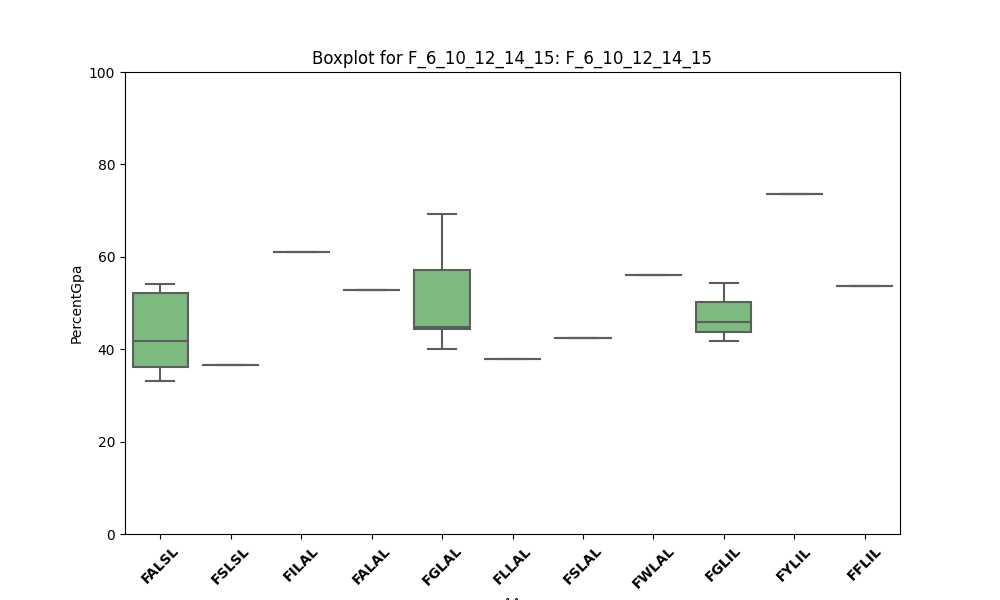 Boxplot for F_6_10_12_14_15: F_6_10_12_14_15
100
80
60
40
20
0
PercentGpa
FALSL
FSLSL
FILAL
FALAL
FGLAL
FLLAL
FSLAL
FWLAL
FGLIL
FYLIL
FFLIL